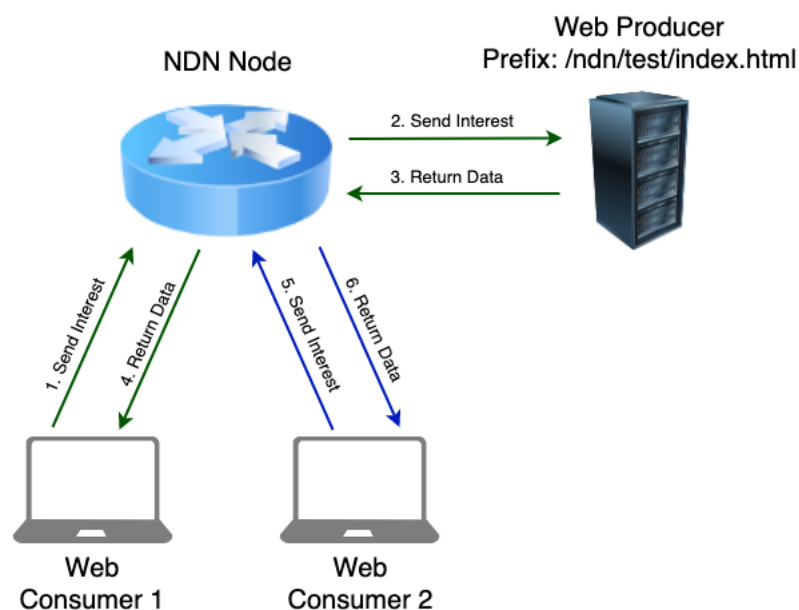 Web Producer
Prefix: /ndn/test/index.html
NDN Node
2. Send Interest
3. Return Data
1. Send Interest
4. Return Data
5. Send Interest
6. Return Data
Web
Consumer 1
Web
Consumer 2